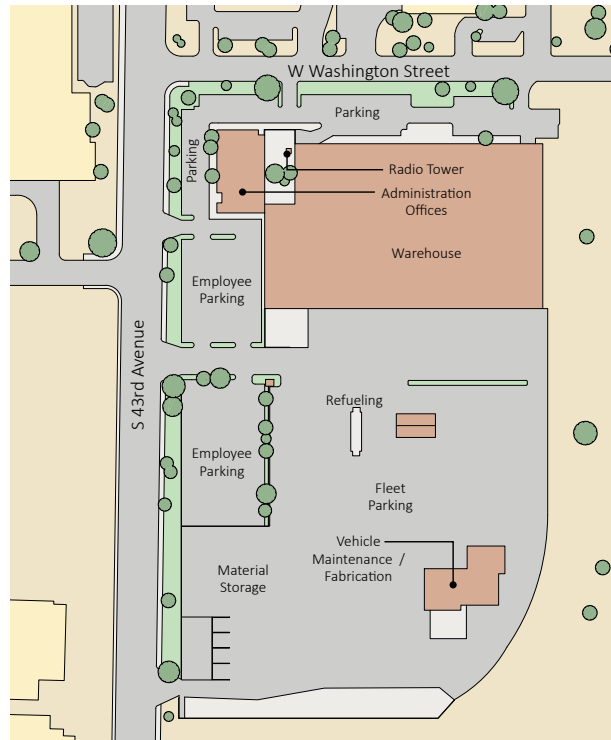 W Washington Street
Parking
Parking
Radio Tower
Administration
Offices
Warehouse
Employee
Parking
S 43rd Avenue
Refueling
Employee
Parking
Fleet
Parking
Vehicle
Maintenance /
Fabrication
Material
Storage